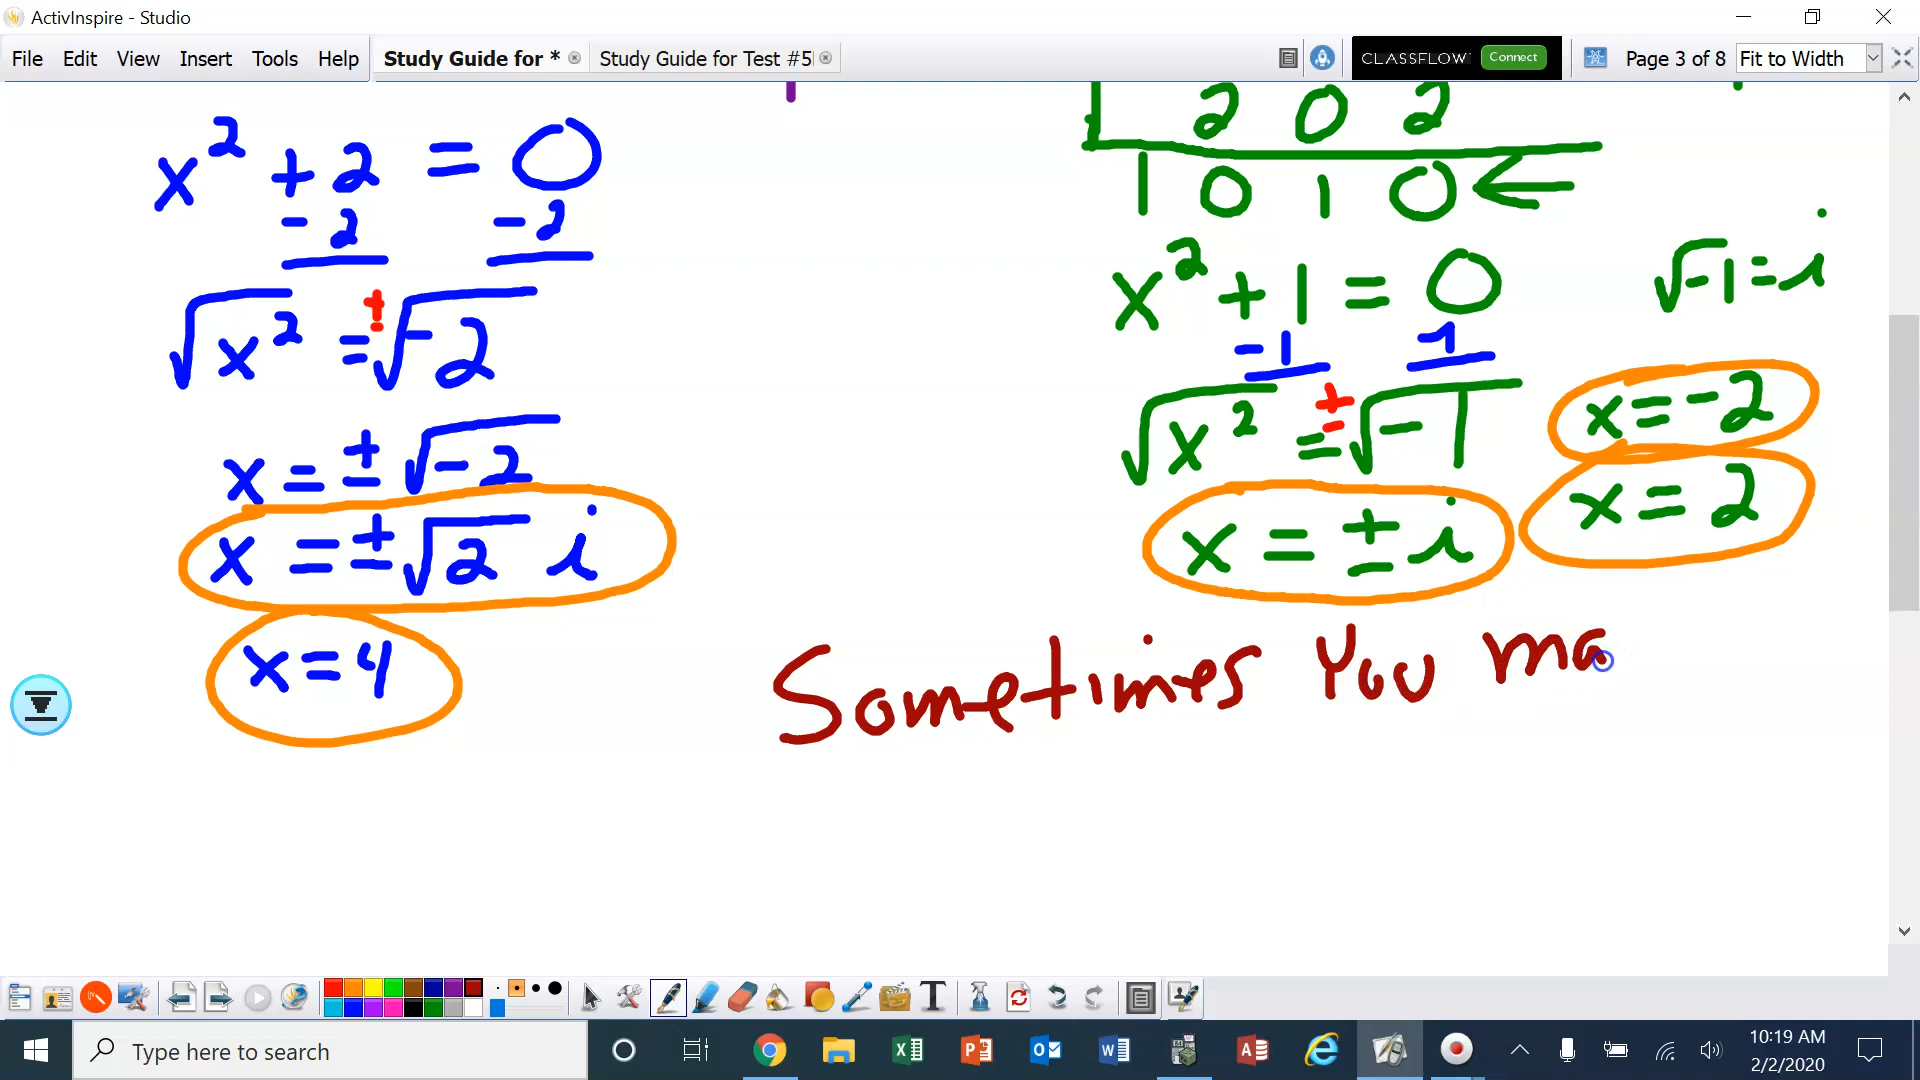 ActivInspire - Studio
File Edit View Insert Tools Help
Study Guide for *
Study Guide for Test #5
CLASSFLOW Connect
Page 3 of 8
Fit to Width
x² + 2 = 0
- 2 - 2
√x² = ± √-2
x = ± √-2
x = ± √2 i
x = 4
2 0 2
1 0 1 0 ←
x² + 1 = 0
-1 -1
√x² = ± √-1
x = ± i
√-1 = i
x = -2
x = 2
Sometimes You ma
Type here to search
10:19 AM
2/2/2020